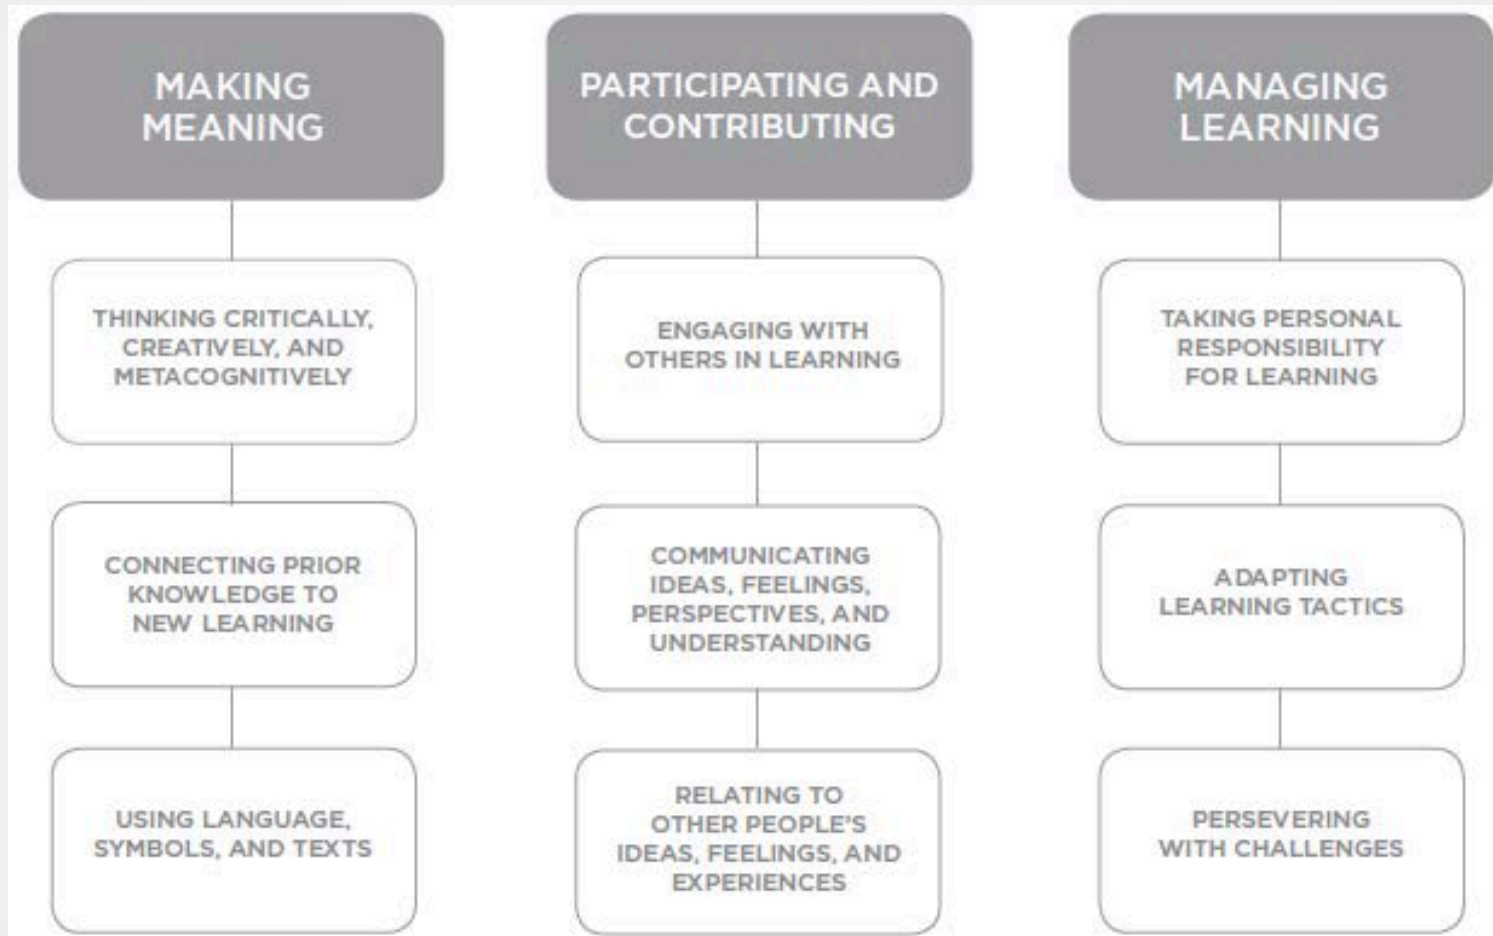 MAKING
MEANING
THINKING CRITICALLY,
CREATIVELY, AND
METACOGNITIVELY
CONNECTING PRIOR
KNOWLEDGE TO
NEW LEARNING
USING LANGUAGE,
SYMBOLS, AND TEXTS
PARTICIPATING AND
CONTRIBUTING
ENGAGING WITH
OTHERS IN LEARNING
COMMUNICATING
IDEAS, FEELINGS,
PERSPECTIVES, AND
UNDERSTANDING
RELATING TO
OTHER PEOPLE'S
IDEAS, FEELINGS, AND
EXPERIENCES
MANAGING
LEARNING
TAKING PERSONAL
RESPONSIBILITY
FOR LEARNING
ADAPTING
LEARNING TACTICS
PERSEVERING
WITH CHALLENGES